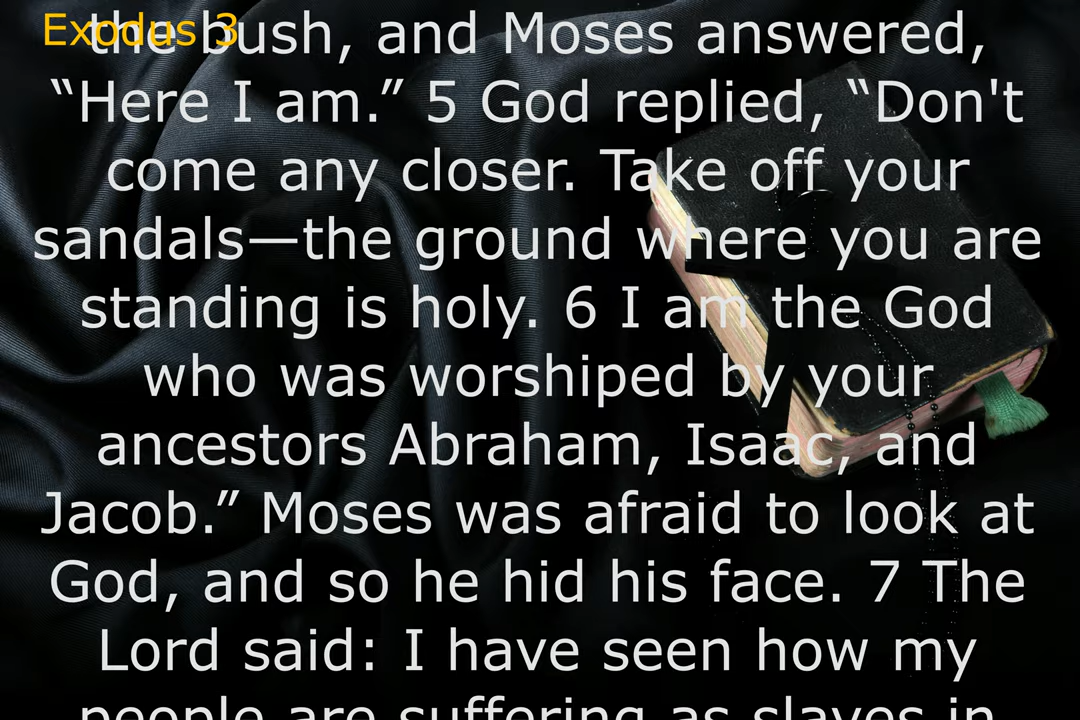 Exodus 3
the bush, and Moses answered,
“Here I am.” 5 God replied, “Don't
come any closer. Take off your
sandals—the ground where you are
standing is holy. 6 I am the God
who was worshiped by your
ancestors Abraham, Isaac, and
Jacob.” Moses was afraid to look at
God, and so he hid his face. 7 The
Lord said: I have seen how my
people are suffering as slaves in